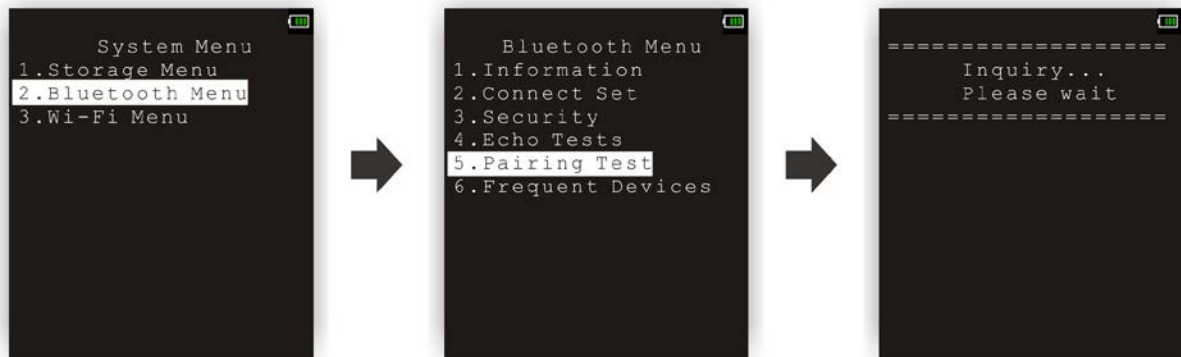 System Menu
1.Storage Menu
2.Bluetooth Menu
3.Wi-Fi Menu
Bluetooth Menu
1.Information
2.Connect Set
3.Security
4.Echo Tests
5.Pairing Test
6.Frequent Devices
===================
Inquiry...
Please wait
===================